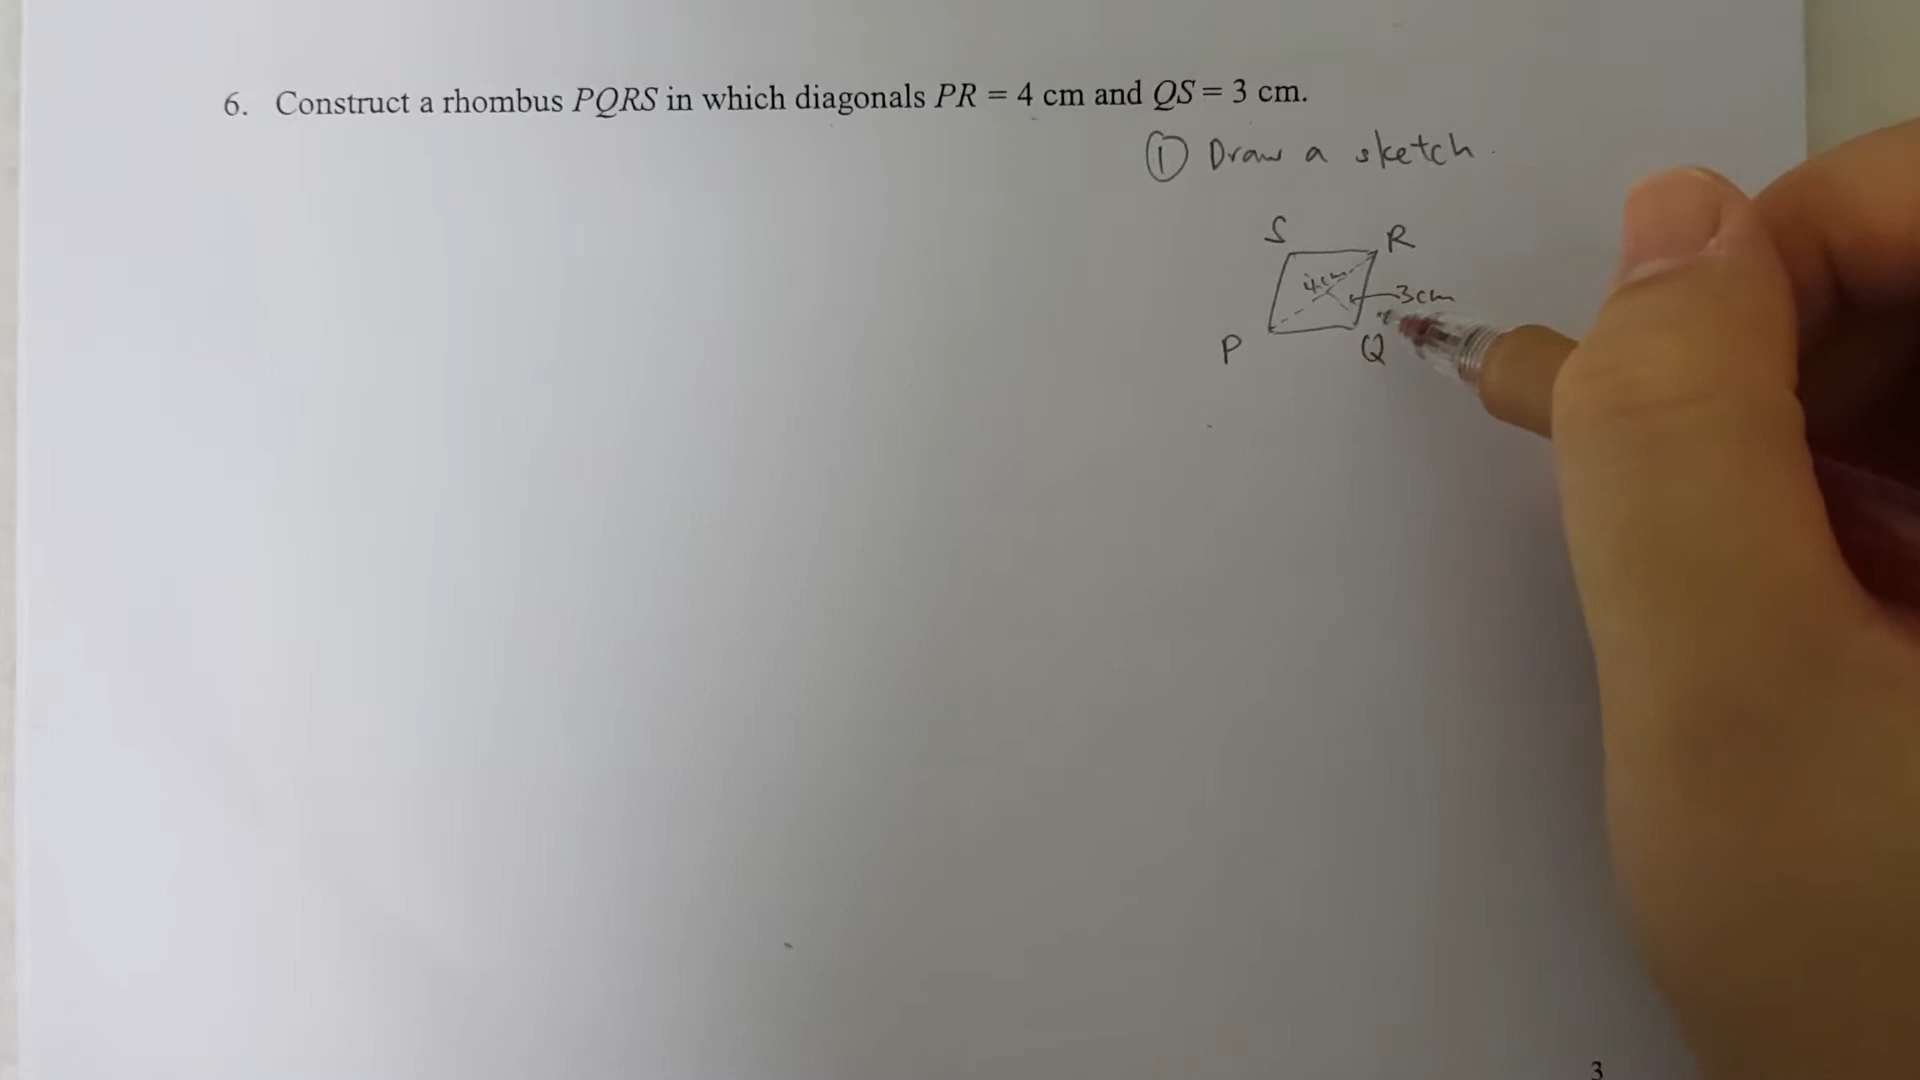 6. Construct a rhombus PQRS in which diagonals PR = 4 cm and QS = 3 cm.
① Draw a sketch.
S
R
4cm
3cm
P
Q
3